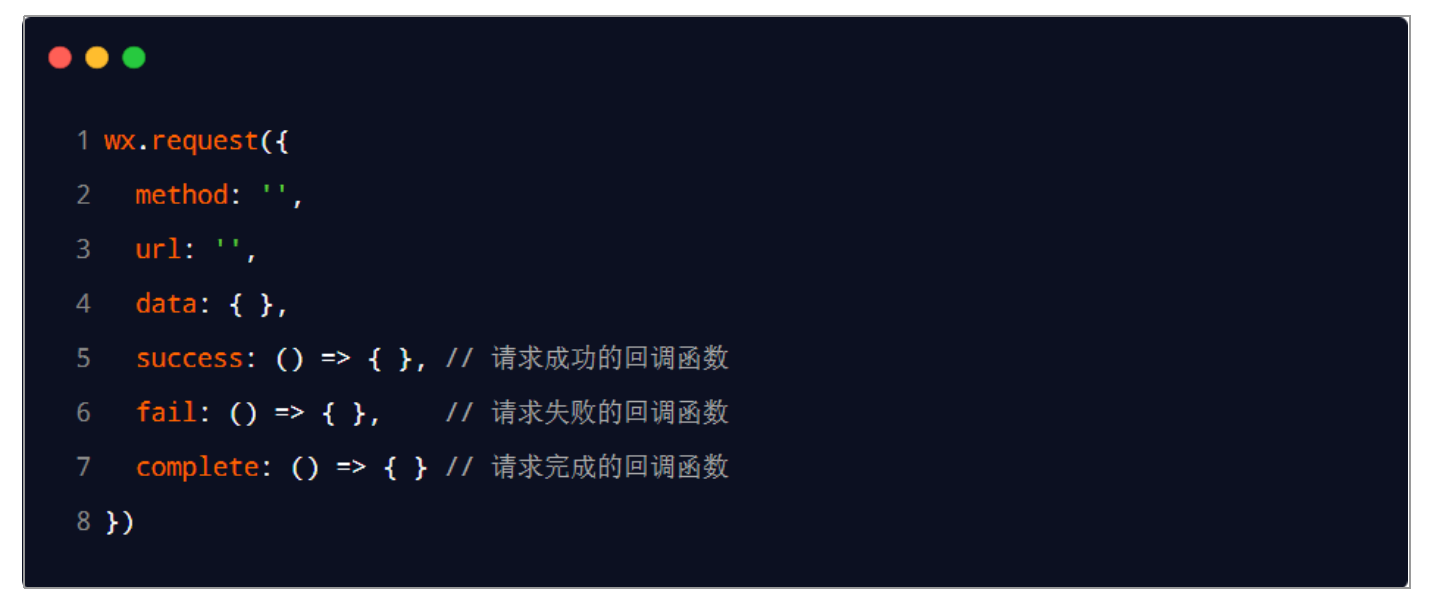 1 wx.request({
2   method: '',
3   url: '',
4   data: { },
5   success: () => { }, // 请求成功的回调函数
6   fail: () => { },    // 请求失败的回调函数
7   complete: () => { } // 请求完成的回调函数
8 })